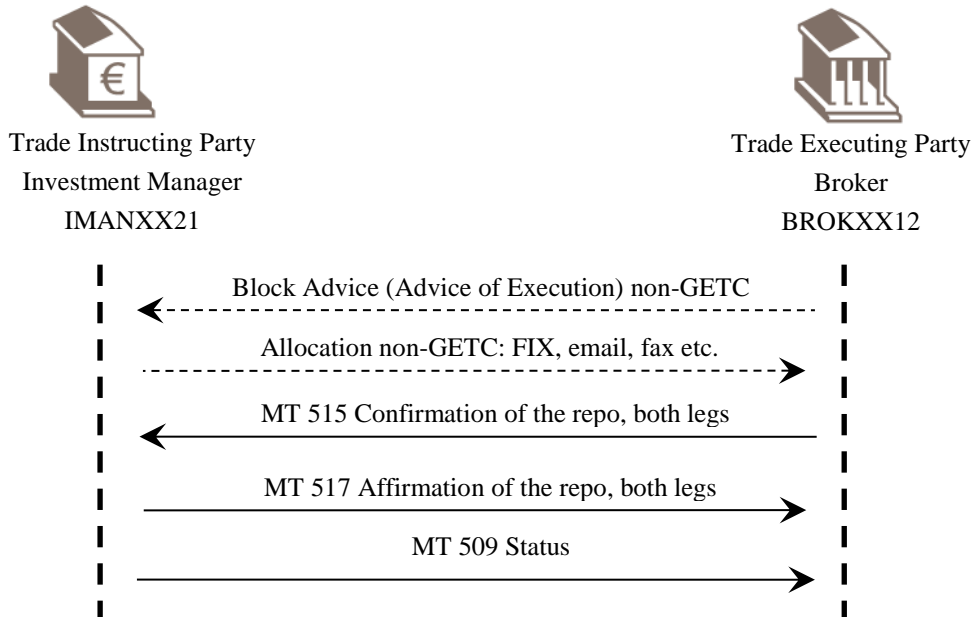 €
Trade Instructing Party
Investment Manager
IMANXX21
Trade Executing Party
Broker
BROKXX12
Block Advice (Advice of Execution) non-GETC
Allocation non-GETC: FIX, email, fax etc.
MT 515 Confirmation of the repo, both legs
MT 517 Affirmation of the repo, both legs
MT 509 Status